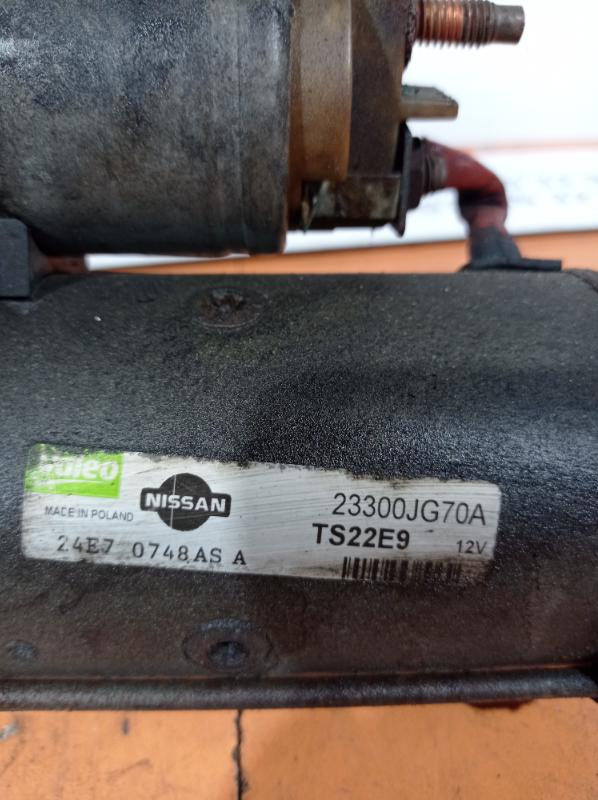 Valeo
NISSAN
23300JG70A
MADE IN POLAND
TS22E9
12V
24E7 0748AS A